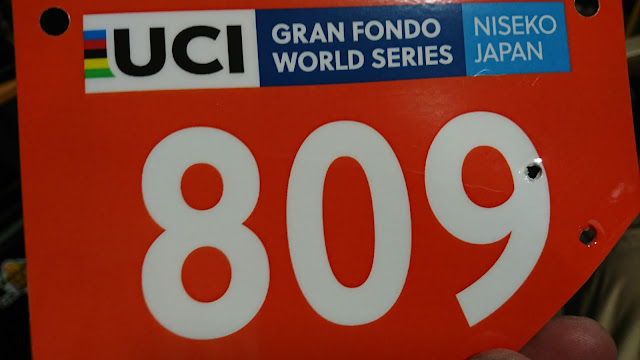 UCI
GRAN FONDO
WORLD SERIES
NISEKO
JAPAN
809